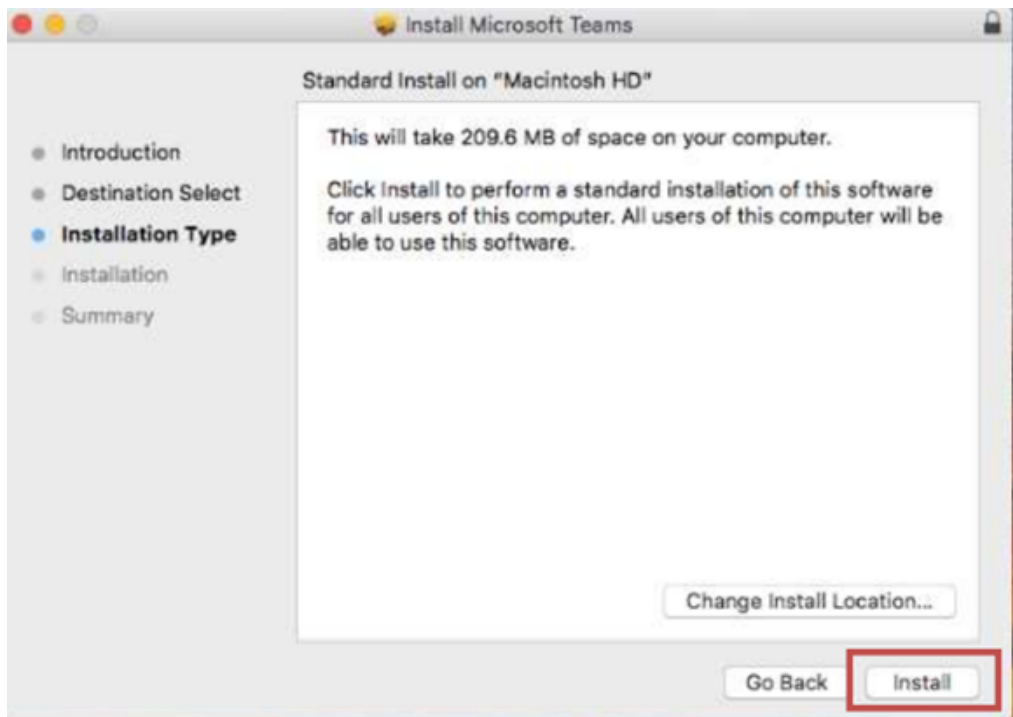 Install Microsoft Teams
Standard Install on "Macintosh HD"
Introduction
Destination Select
Installation Type
Installation
Summary
This will take 209.6 MB of space on your computer.
Click Install to perform a standard installation of this software
for all users of this computer. All users of this computer will be
able to use this software.
Change Install Location...
Go Back
Install